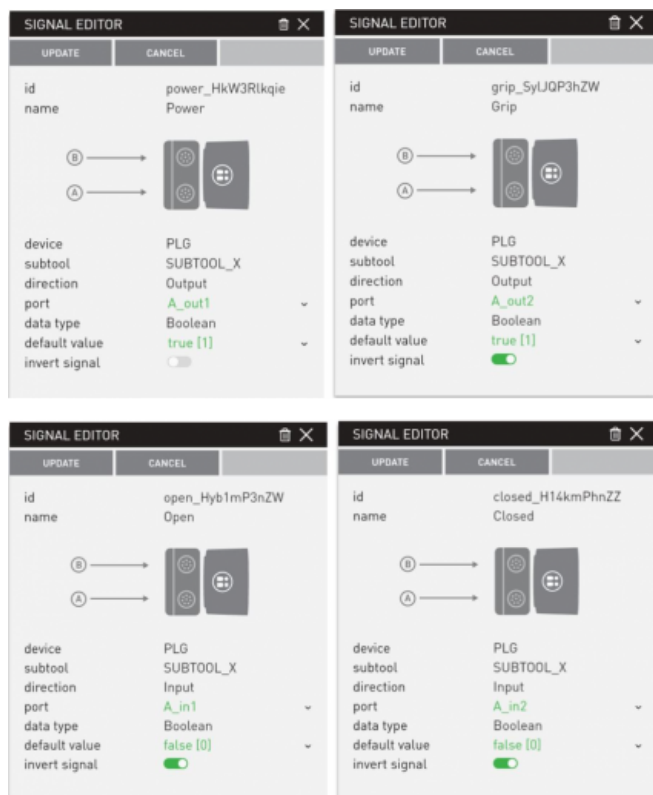 SIGNAL EDITOR
UPDATE CANCEL
id power_HkW3Rlkqie
name Power
B
A
device PLG
subtool SUBTOOL_X
direction Output
port A_out1
data type Boolean
default value true [1]
invert signal
SIGNAL EDITOR
UPDATE CANCEL
id grip_SylJQP3hZW
name Grip
B
A
device PLG
subtool SUBTOOL_X
direction Output
port A_out2
data type Boolean
default value true [1]
invert signal
SIGNAL EDITOR
UPDATE CANCEL
id open_Hyb1mP3nZW
name Open
B
A
device PLG
subtool SUBTOOL_X
direction Input
port A_in1
data type Boolean
default value false [0]
invert signal
SIGNAL EDITOR
UPDATE CANCEL
id closed_H14kmPhnZZ
name Closed
B
A
device PLG
subtool SUBTOOL_X
direction Input
port A_in2
data type Boolean
default value false [0]
invert signal